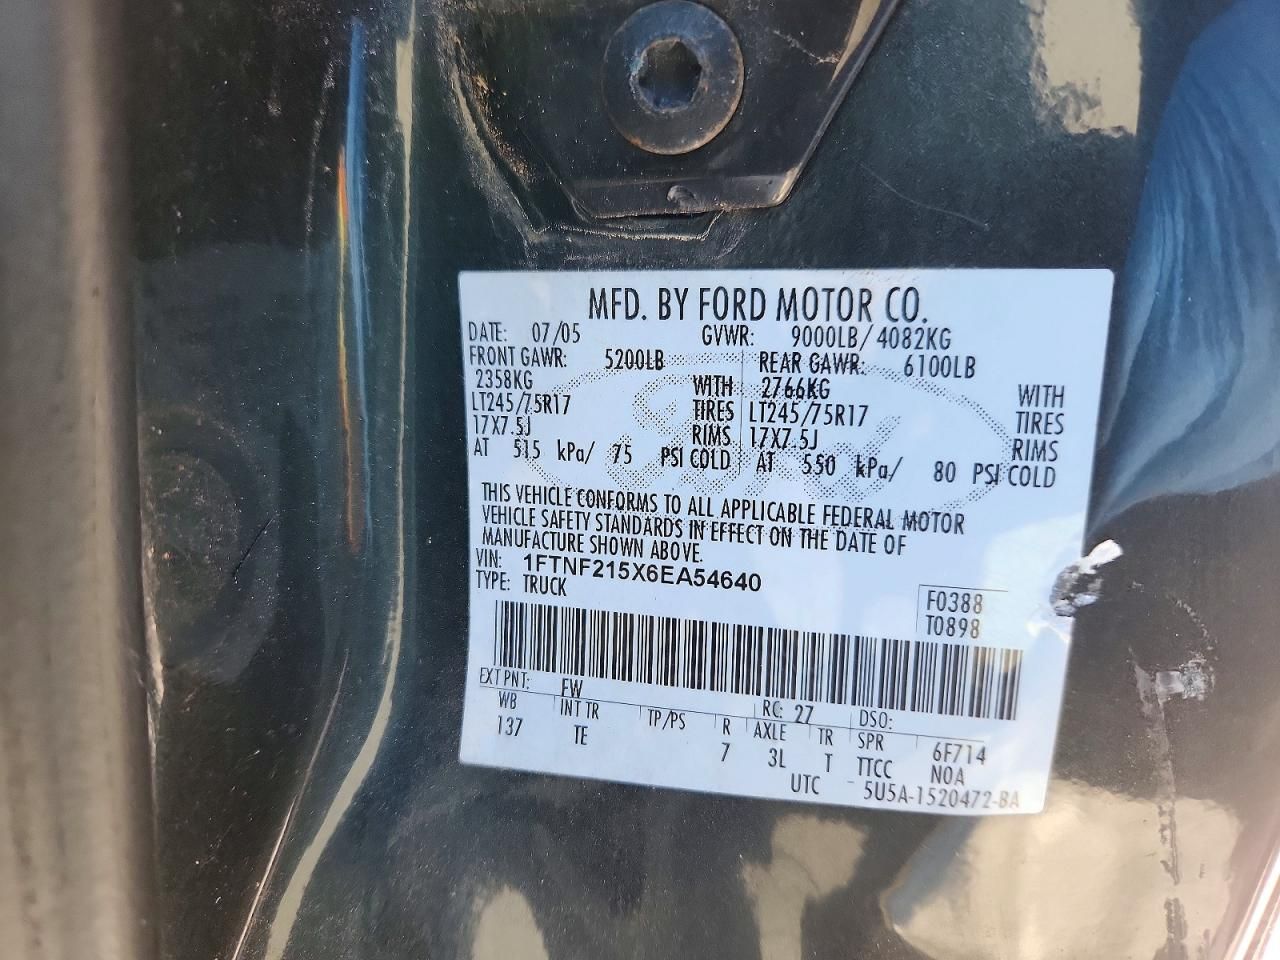 MFD. BY FORD MOTOR CO.
DATE: 07/05 GVWR: 9000LB/4082KG
FRONT GAWR: 5200LB REAR GAWR: 6100LB
2358KG WITH 2766KG WITH
LT245/75R17 TIRES LT245/75R17 TIRES
17X7.5J RIMS 17X7.5J RIMS
AT 515 kPa/ 75 PSI COLD AT 550 kPa/ 80 PSI COLD
THIS VEHICLE CONFORMS TO ALL APPLICABLE FEDERAL MOTOR
VEHICLE SAFETY STANDARDS IN EFFECT ON THE DATE OF
MANUFACTURE SHOWN ABOVE.
VIN: 1FTNF215X6EA54640
TYPE: TRUCK
F0388
T0898
EXT PNT: FW RC: 27 DSO:
WB INT TR TP/PS R AXLE TR SPR 6F714
137 TE 7 3L T TTCC N0A
UTC 5U5A-1520472-BA